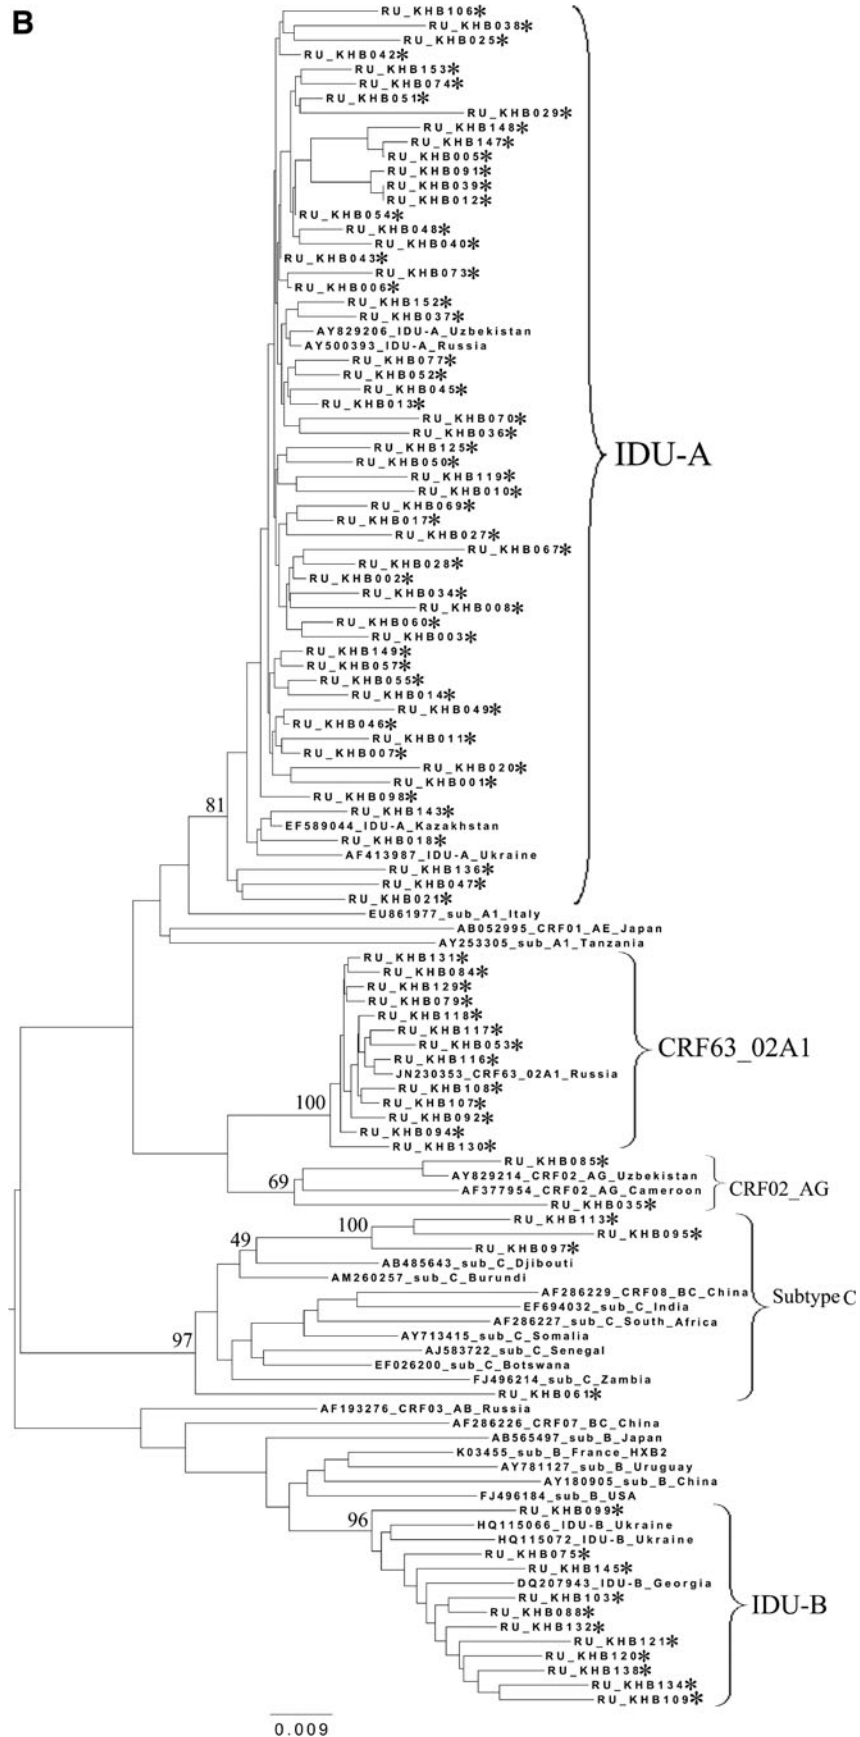 B
RU_KHB106*
RU_KHB038*
RU_KHB025*
RU_KHB042*
RU_KHB153*
RU_KHB074*
RU_KHB051*
RU_KHB029*
RU_KHB148*
RU_KHB147*
RU_KHB005*
RU_KHB091*
RU_KHB039*
RU_KHB012*
RU_KHB054*
RU_KHB048*
RU_KHB040*
RU_KHB043*
RU_KHB073*
RU_KHB006*
RU_KHB152*
RU_KHB037*
AY829206_IDU-A_Uzbekistan
AY500393_IDU-A_Russia
RU_KHB077*
RU_KHB052*
RU_KHB045*
RU_KHB013*
RU_KHB070*
RU_KHB036*
RU_KHB125*
IDU-A
RU_KHB050*
RU_KHB119*
RU_KHB010*
RU_KHB069*
RU_KHB017*
RU_KHB027*
RU_KHB067*
RU_KHB028*
RU_KHB002*
RU_KHB034*
RU_KHB008*
RU_KHB060*
RU_KHB003*
RU_KHB149*
RU_KHB057*
RU_KHB055*
RU_KHB014*
RU_KHB049*
RU_KHB046*
RU_KHB011*
RU_KHB007*
RU_KHB020*
RU_KHB001*
RU_KHB098*
81
RU_KHB143*
EF589044_IDU-A_Kazakhstan
RU_KHB018*
AF413987_IDU-A_Ukraine
RU_KHB136*
RU_KHB047*
RU_KHB021*
EU861977_sub_A1_Italy
AB052995_CRF01_AE_Japan
AY253305_sub_A1_Tanzania
RU_KHB131*
RU_KHB084*
RU_KHB129*
RU_KHB079*
RU_KHB118*
RU_KHB117*
RU_KHB053*
CRF63_02A1
RU_KHB116*
JN230353_CRF63_02A1_Russia
RU_KHB108*
RU_KHB107*
100
RU_KHB092*
RU_KHB094*
RU_KHB130*
RU_KHB085*
AY829214_CRF02_AG_Uzbekistan
69
AF377954_CRF02_AG_Cameroon
CRF02_AG
RU_KHB035*
RU_KHB113*
100
RU_KHB095*
49
RU_KHB097*
AB485643_sub_C_Djibouti
AM260257_sub_C_Burundi
AF286229_CRF08_BC_China
Subtype C
EF694032_sub_C_India
AF286227_sub_C_South_Africa
AY713415_sub_C_Somalia
97
AJ583722_sub_C_Senegal
EF026200_sub_C_Botswana
FJ496214_sub_C_Zambia
RU_KHB061*
AF193276_CRF03_AB_Russia
AF286226_CRF07_BC_China
AB565497_sub_B_Japan
K03455_sub_B_France_HXB2
AY781127_sub_B_Uruguay
AY180905_sub_B_China
FJ496184_sub_B_USA
RU_KHB099*
96
HQ115066_IDU-B_Ukraine
HQ115072_IDU-B_Ukraine
RU_KHB075*
RU_KHB145*
DQ207943_IDU-B_Georgia
RU_KHB103*
IDU-B
RU_KHB088*
RU_KHB132*
RU_KHB121*
RU_KHB120*
RU_KHB138*
RU_KHB134*
RU_KHB109*
0.009